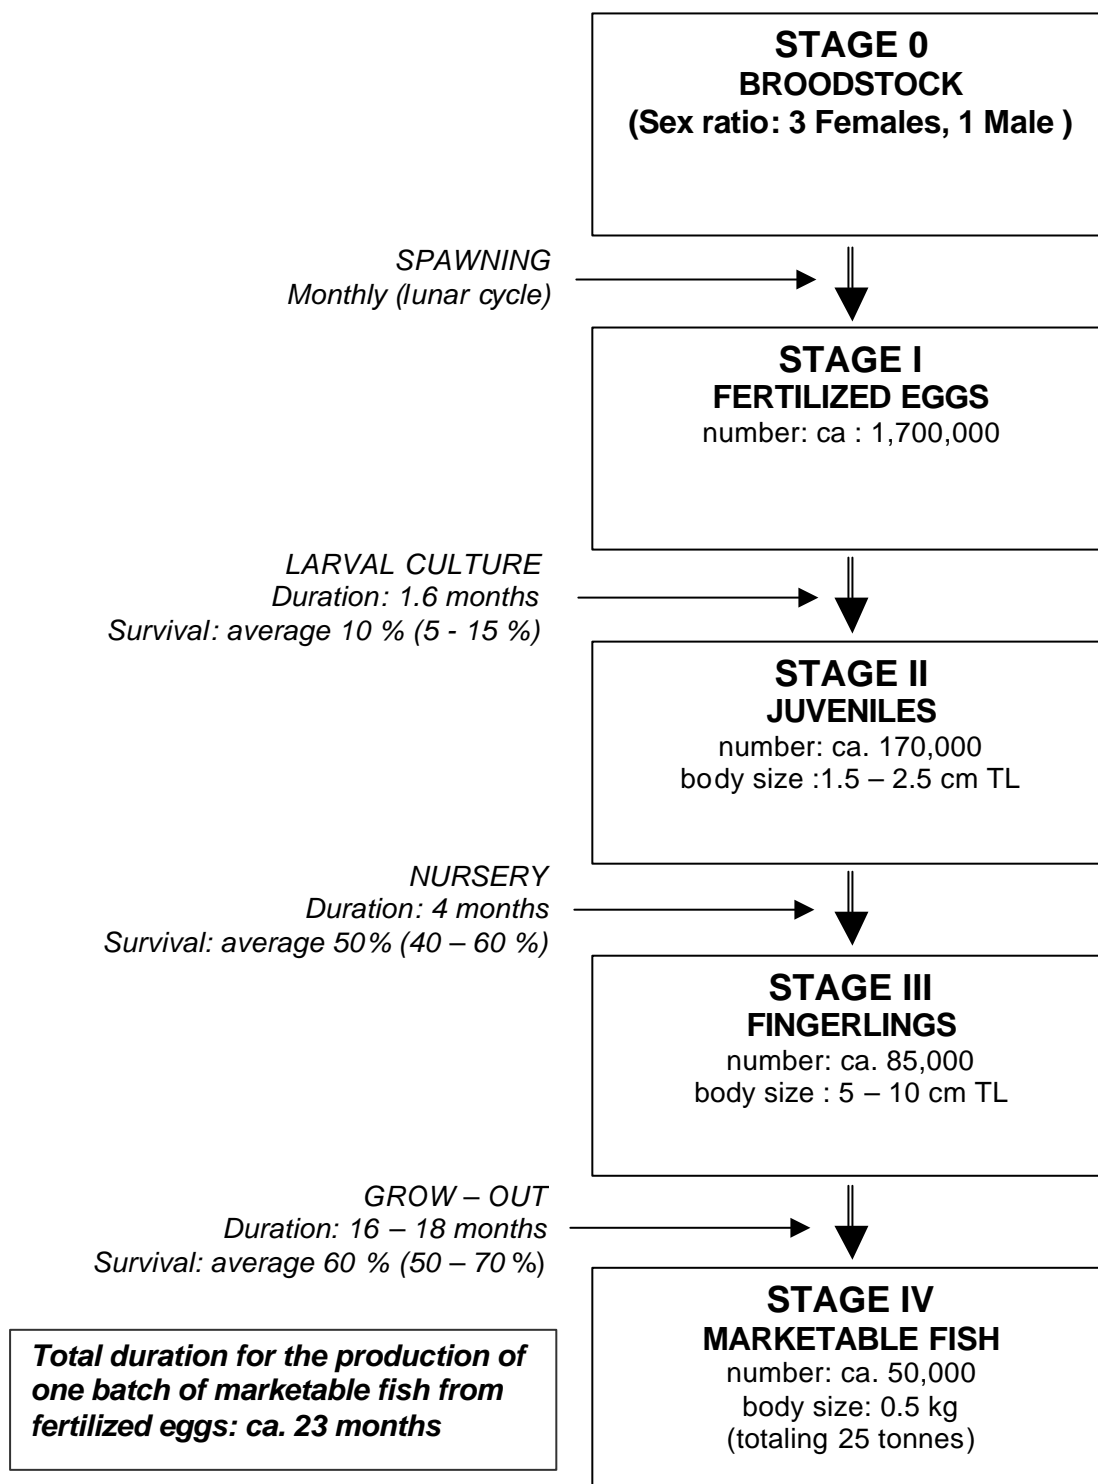 STAGE 0
BROODSTOCK
(Sex ratio: 3 Females, 1 Male )
SPAWNING
Monthly (lunar cycle)
STAGE I
FERTILIZED EGGS
number: ca : 1,700,000
LARVAL CULTURE
Duration: 1.6 months
Survival: average 10 % (5 - 15 %)
STAGE II
JUVENILES
number: ca. 170,000
body size :1.5 – 2.5 cm TL
NURSERY
Duration: 4 months
Survival: average 50% (40 – 60 %)
STAGE III
FINGERLINGS
number: ca. 85,000
body size : 5 – 10 cm TL
GROW – OUT
Duration: 16 – 18 months
Survival: average 60 % (50 – 70 %)
STAGE IV
MARKETABLE FISH
number: ca. 50,000
body size: 0.5 kg
(totaling 25 tonnes)
Total duration for the production of
one batch of marketable fish from
fertilized eggs: ca. 23 months